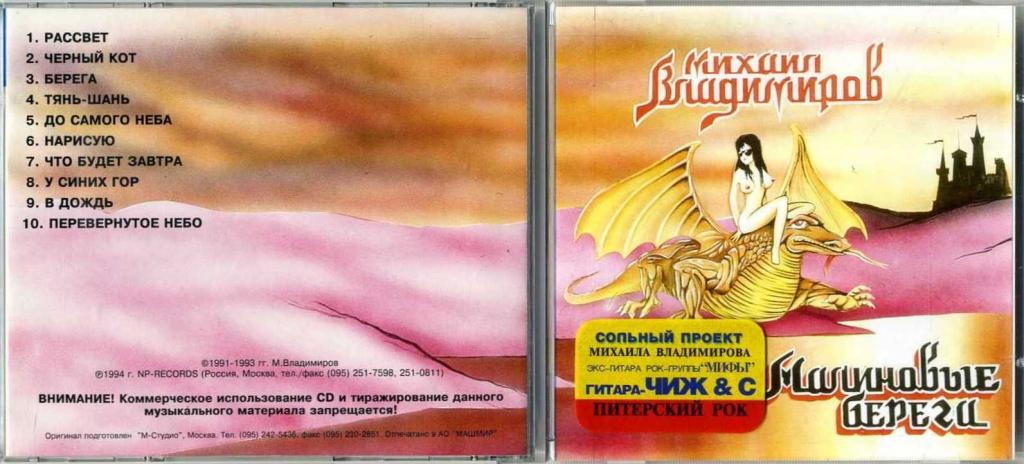 1. РАССВЕТ
2. ЧЕРНЫЙ КОТ
3. БЕРЕГА
4. ТЯНЬ-ШАНЬ
5. ДО САМОГО НЕБА
6. НАРИСУЮ
7. ЧТО БУДЕТ ЗАВТРА
8. У СИНИХ ГОР
9. В ДОЖДЬ
10. ПЕРЕВЕРНУТОЕ НЕБО
©1991-1993 гг. М.Владимиров
℗1994 г. NP-RECORDS (Россия, Москва, тел./факс (095) 251-7598, 251-0811)
ВНИМАНИЕ! Коммерческое использование CD и тиражирование данного
музыкального материала запрещается!
Оригинал подготовлен "М-Студио", Москва. Тел. (095) 242-5436, факс (095) 230-2851. Отпечатано в АО "МАШМИР"
Михаил
Владимиров
СОЛЬНЫЙ ПРОЕКТ
МИХАИЛА ВЛАДИМИРОВА
ЭКС-ГИТАРА РОК-ГРУППЫ "МИФЫ"
ГИТАРА-ЧИЖ & С
ПИТЕРСКИЙ РОК
Малиновые
берега